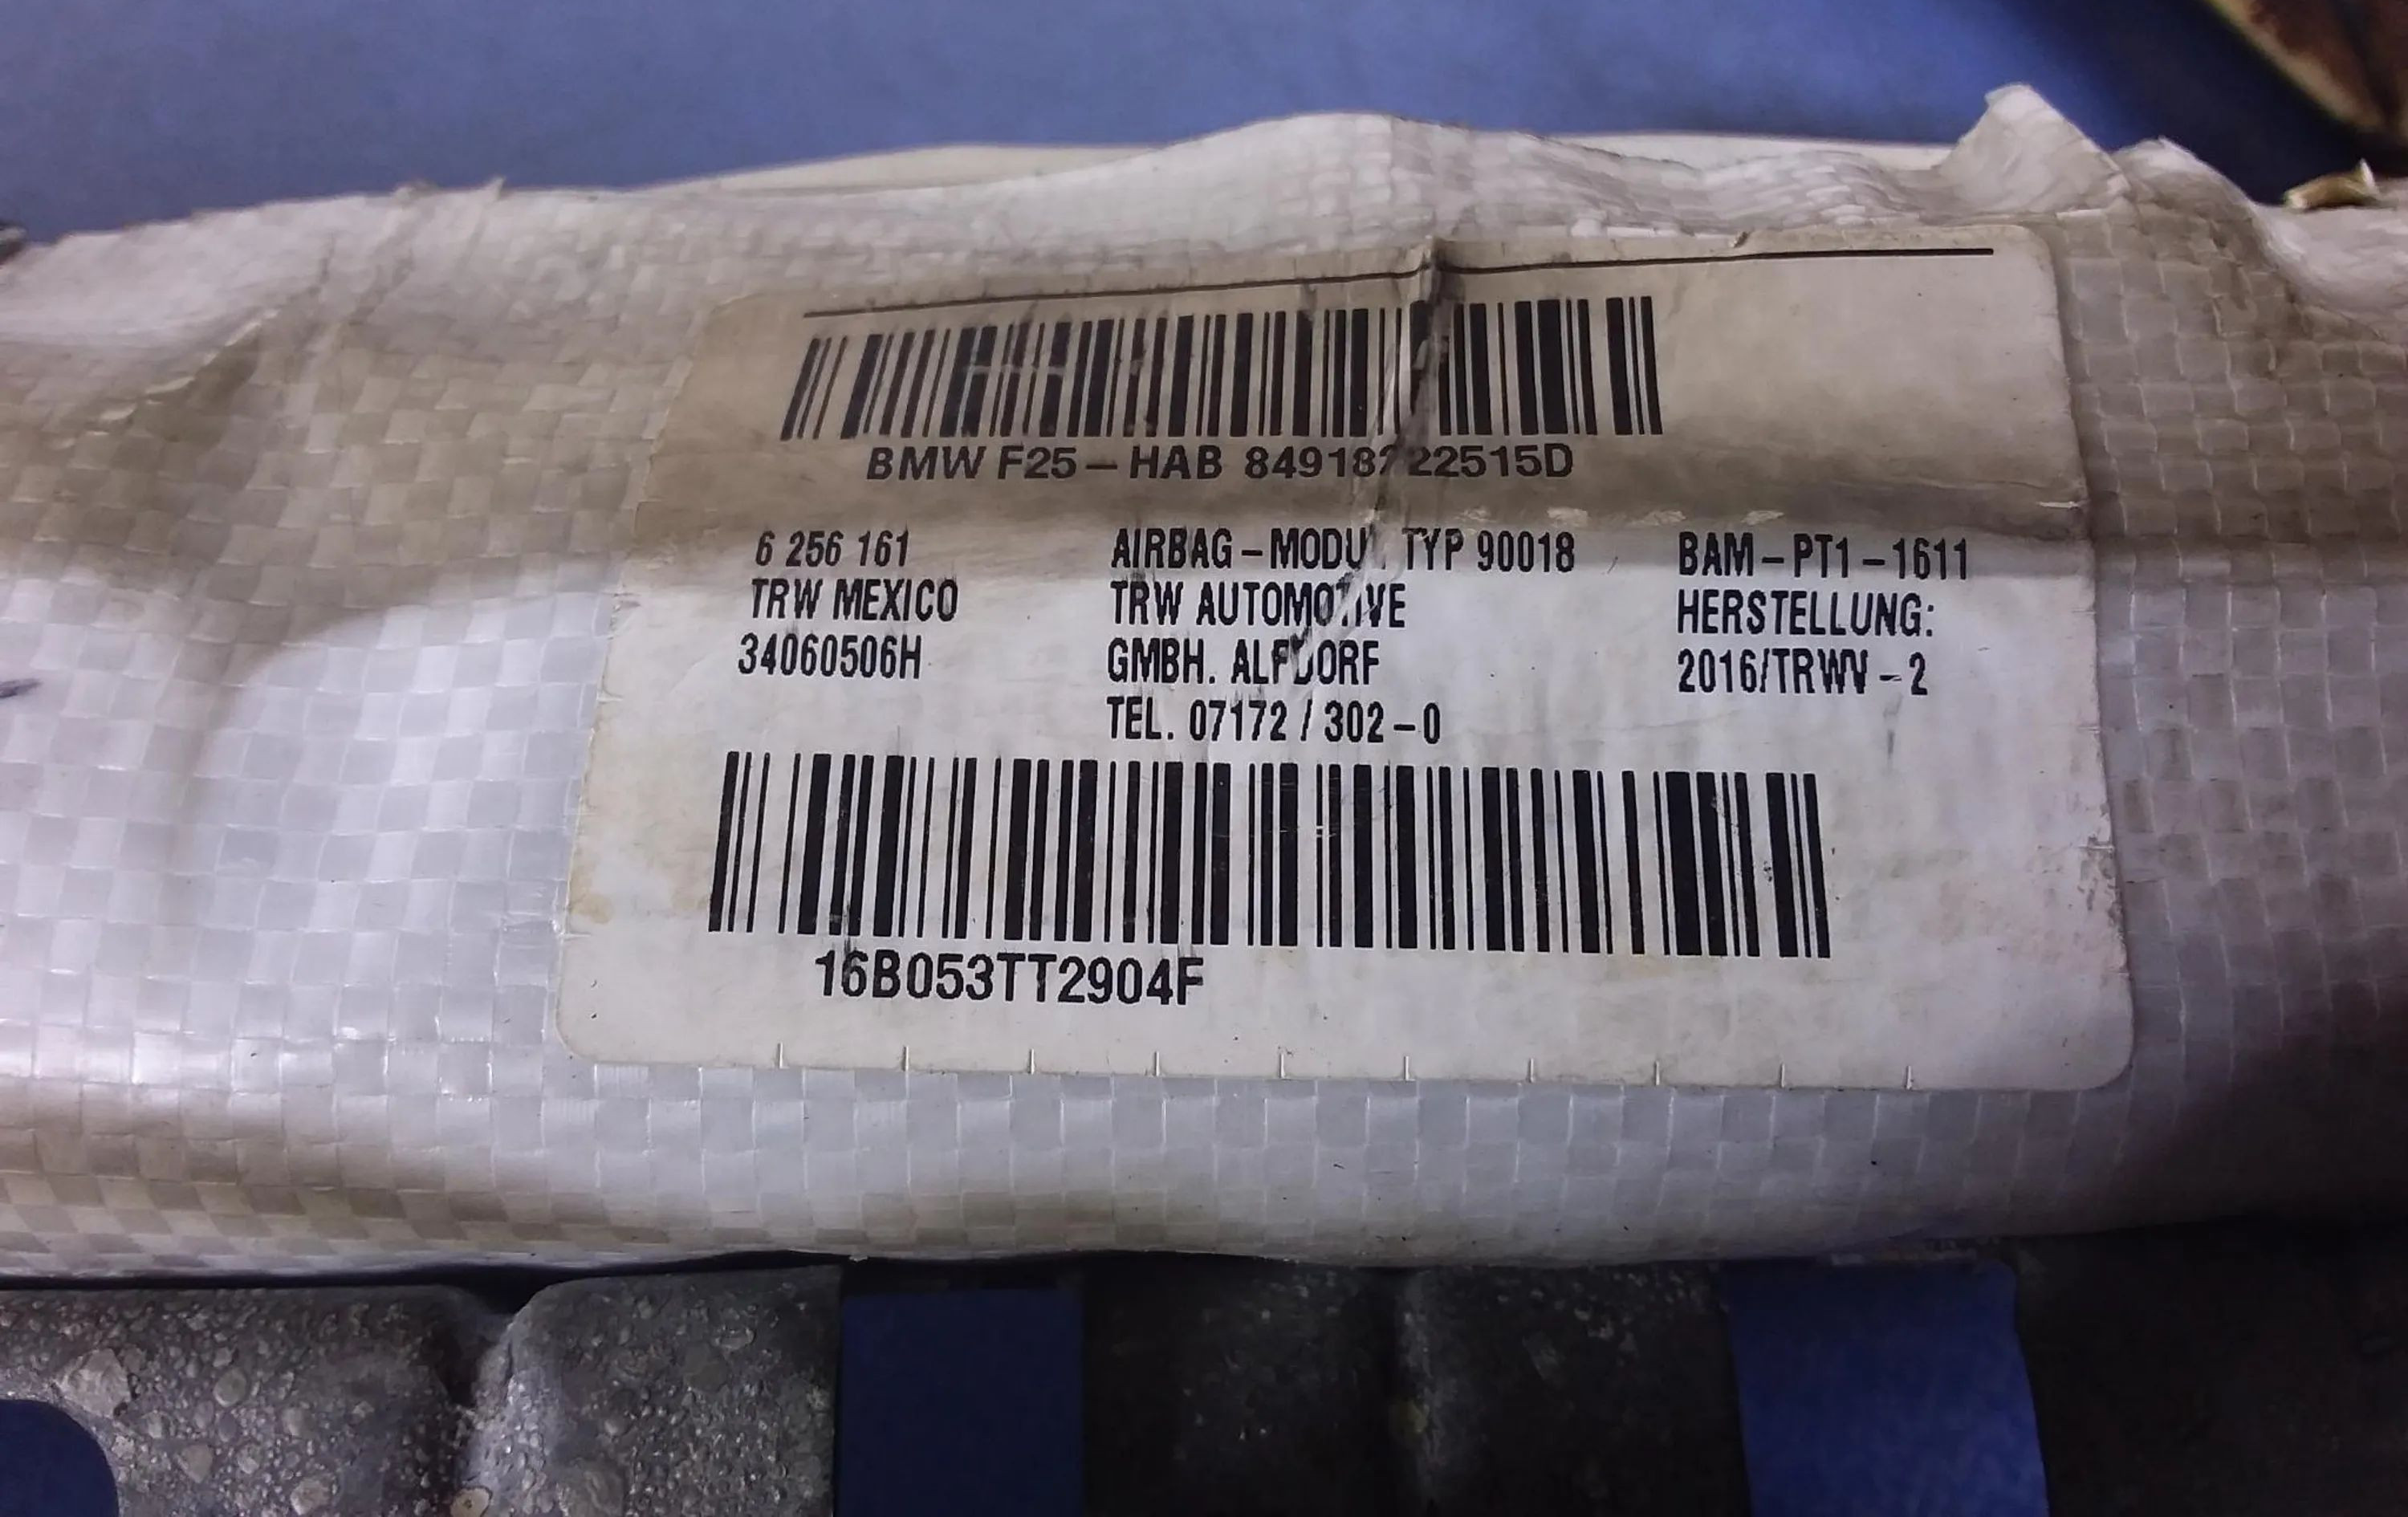 BMW F25-HAB
6 256 161 AIRBAG-MODUL TYP 90018 BAM-PT1-1611
TRW MEXICO TRW AUTOMOTIVE HERSTELLUNG:
34060506H GMBH. ALFDORF 2016/TRWV-2
TEL. 07172 / 302-0
16B053TT2904F